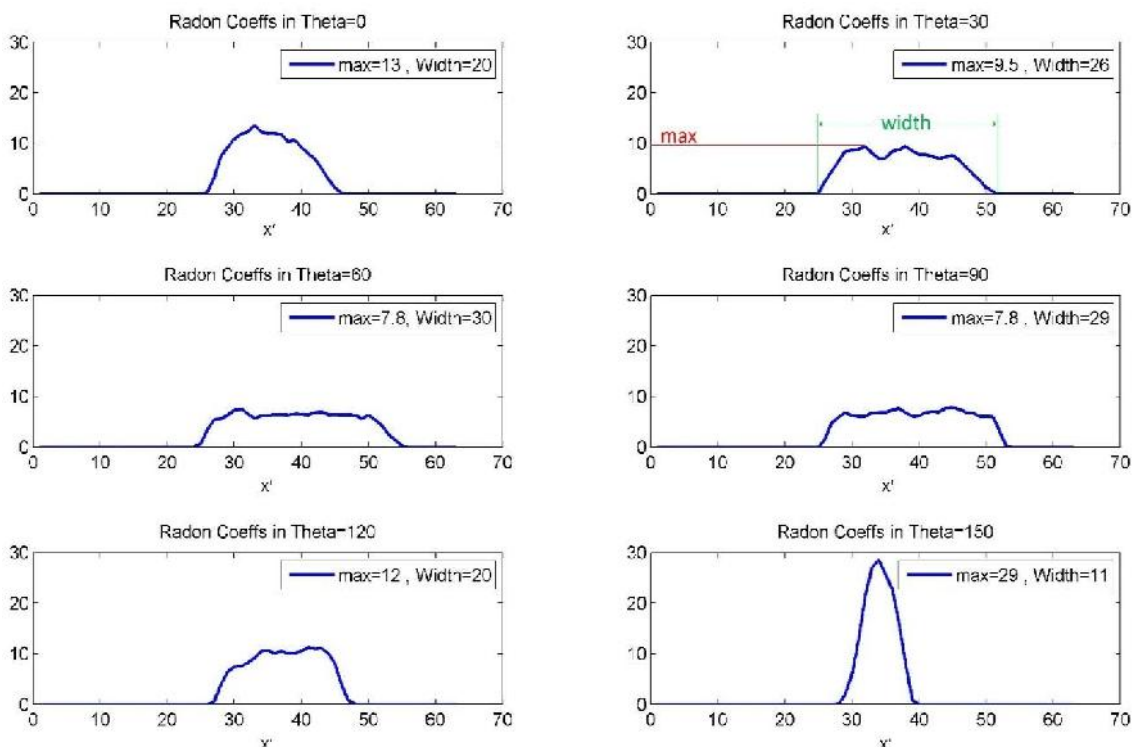 Radon Coeffs in Theta=0
30
20
10
0
max=13 , Width=20
0 10 20 30 40 50 60 70
x'
Radon Coeffs in Theta=30
30
20
10
0
max=9.5 , Width=26
width
max
0 10 20 30 40 50 60 70
x'
Radon Coeffs in Theta=60
30
20
10
0
max=7.8, Width=30
0 10 20 30 40 50 60 70
x'
Radon Coeffs in Theta=90
30
20
10
0
max=7.8 , Width=29
0 10 20 30 40 50 60 70
x'
Radon Coeffs in Theta=120
30
20
10
0
max=12 , Width=20
0 10 20 30 40 50 60 70
x'
Radon Coeffs in Theta=150
30
20
10
0
max=29 , Width=11
0 10 20 30 40 50 60 70
x'